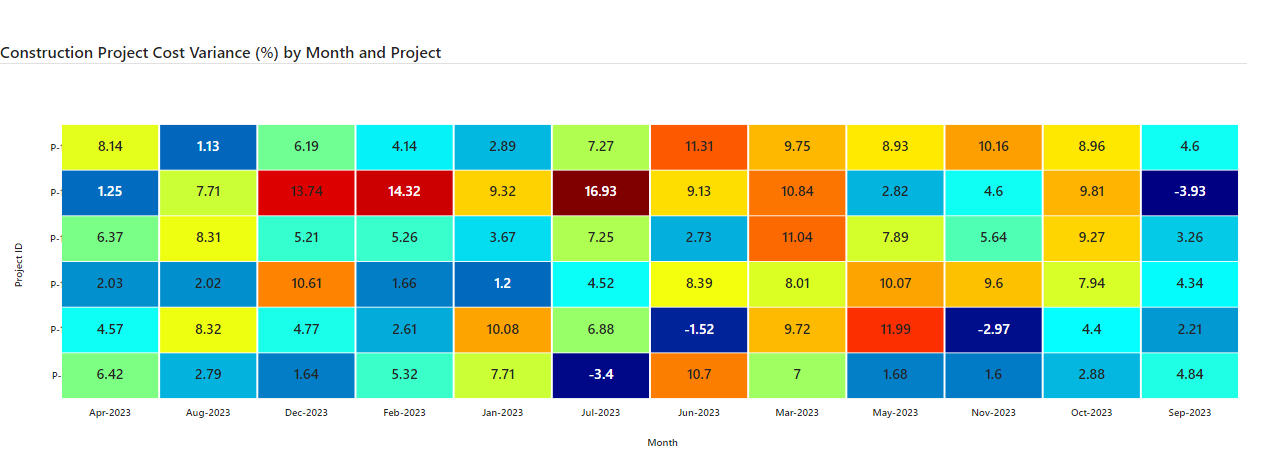 Construction Project Cost Variance (%) by Month and Project
P-1 8.14 1.13 6.19 4.14 2.89 7.27 11.31 9.75 8.93 10.16 8.96 4.6
P-1 1.25 7.71 13.74 14.32 9.32 16.93 9.13 10.84 2.82 4.6 9.81 -3.93
P-1 6.37 8.31 5.21 5.26 3.67 7.25 2.73 11.04 7.89 5.64 9.27 3.26
Project ID
P-1 2.03 2.02 10.61 1.66 1.2 4.52 8.39 8.01 10.07 9.6 7.94 4.34
P-1 4.57 8.32 4.77 2.61 10.08 6.88 -1.52 9.72 11.99 -2.97 4.4 2.21
P- 6.42 2.79 1.64 5.32 7.71 -3.4 10.7 7 1.68 1.6 2.88 4.84
Apr-2023 Aug-2023 Dec-2023 Feb-2023 Jan-2023 Jul-2023 Jun-2023 Mar-2023 May-2023 Nov-2023 Oct-2023 Sep-2023
Month